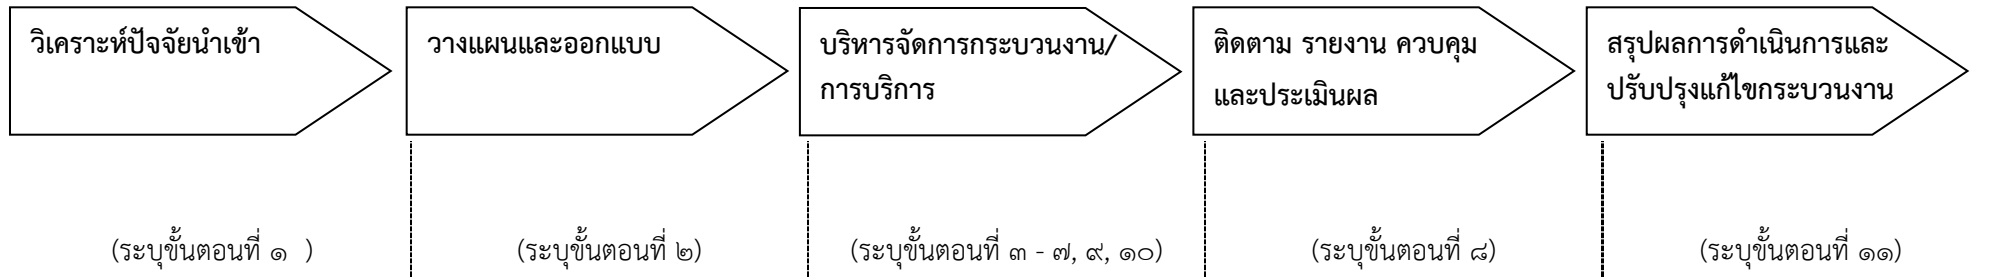 วิเคราะห์ปัจจัยนำเข้า
วางแผนและออกแบบ
บริหารจัดการกระบวนงาน/
การบริการ
ติดตาม รายงาน ควบคุม
และประเมินผล
สรุปผลการดำเนินการและ
ปรับปรุงแก้ไขกระบวนงาน
(ระบุขั้นตอนที่ ๑ )
(ระบุขั้นตอนที่ ๒)
(ระบุขั้นตอนที่ ๓ - ๗, ๙, ๑๐)
(ระบุขั้นตอนที่ ๘)
(ระบุขั้นตอนที่ ๑๑)